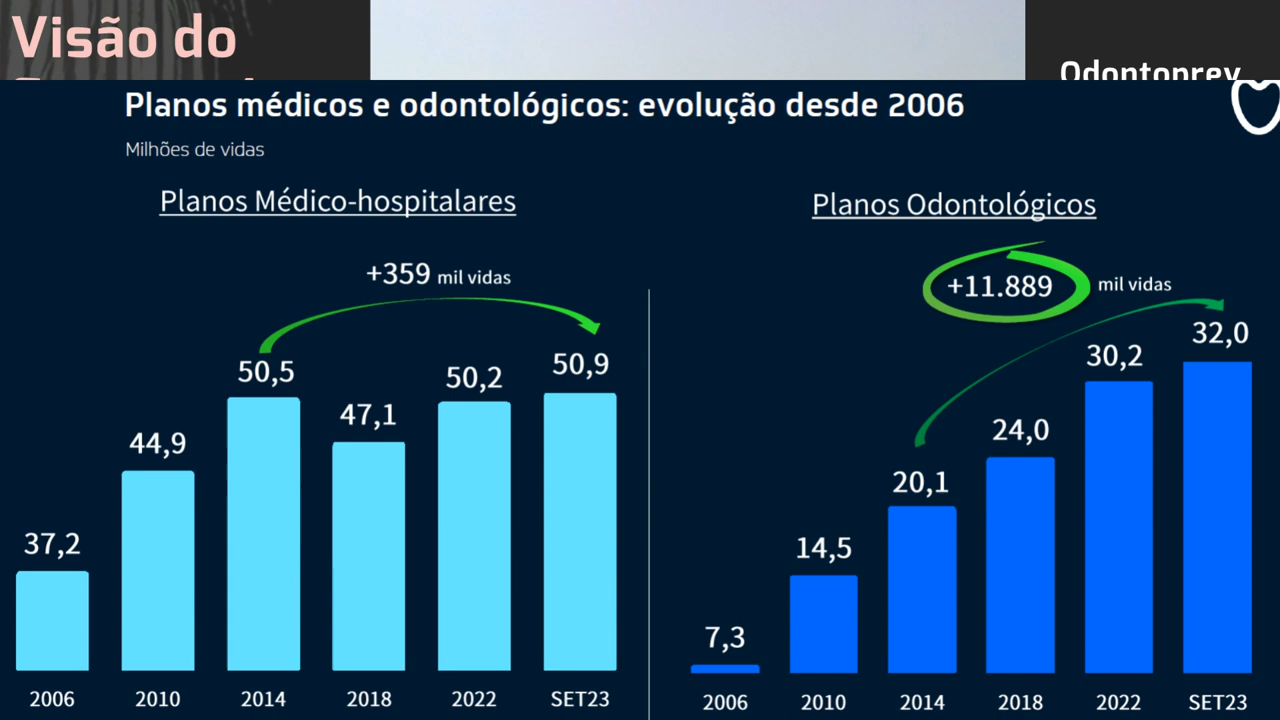 Visão do
Odontoprev
Planos médicos e odontológicos: evolução desde 2006
Milhões de vidas
Planos Médico-hospitalares
+359 mil vidas
37,2
44,9
50,5
47,1
50,2
50,9
2006
2010
2014
2018
2022
SET23
Planos Odontológicos
+11.889 mil vidas
7,3
14,5
20,1
24,0
30,2
32,0
2006
2010
2014
2018
2022
SET23